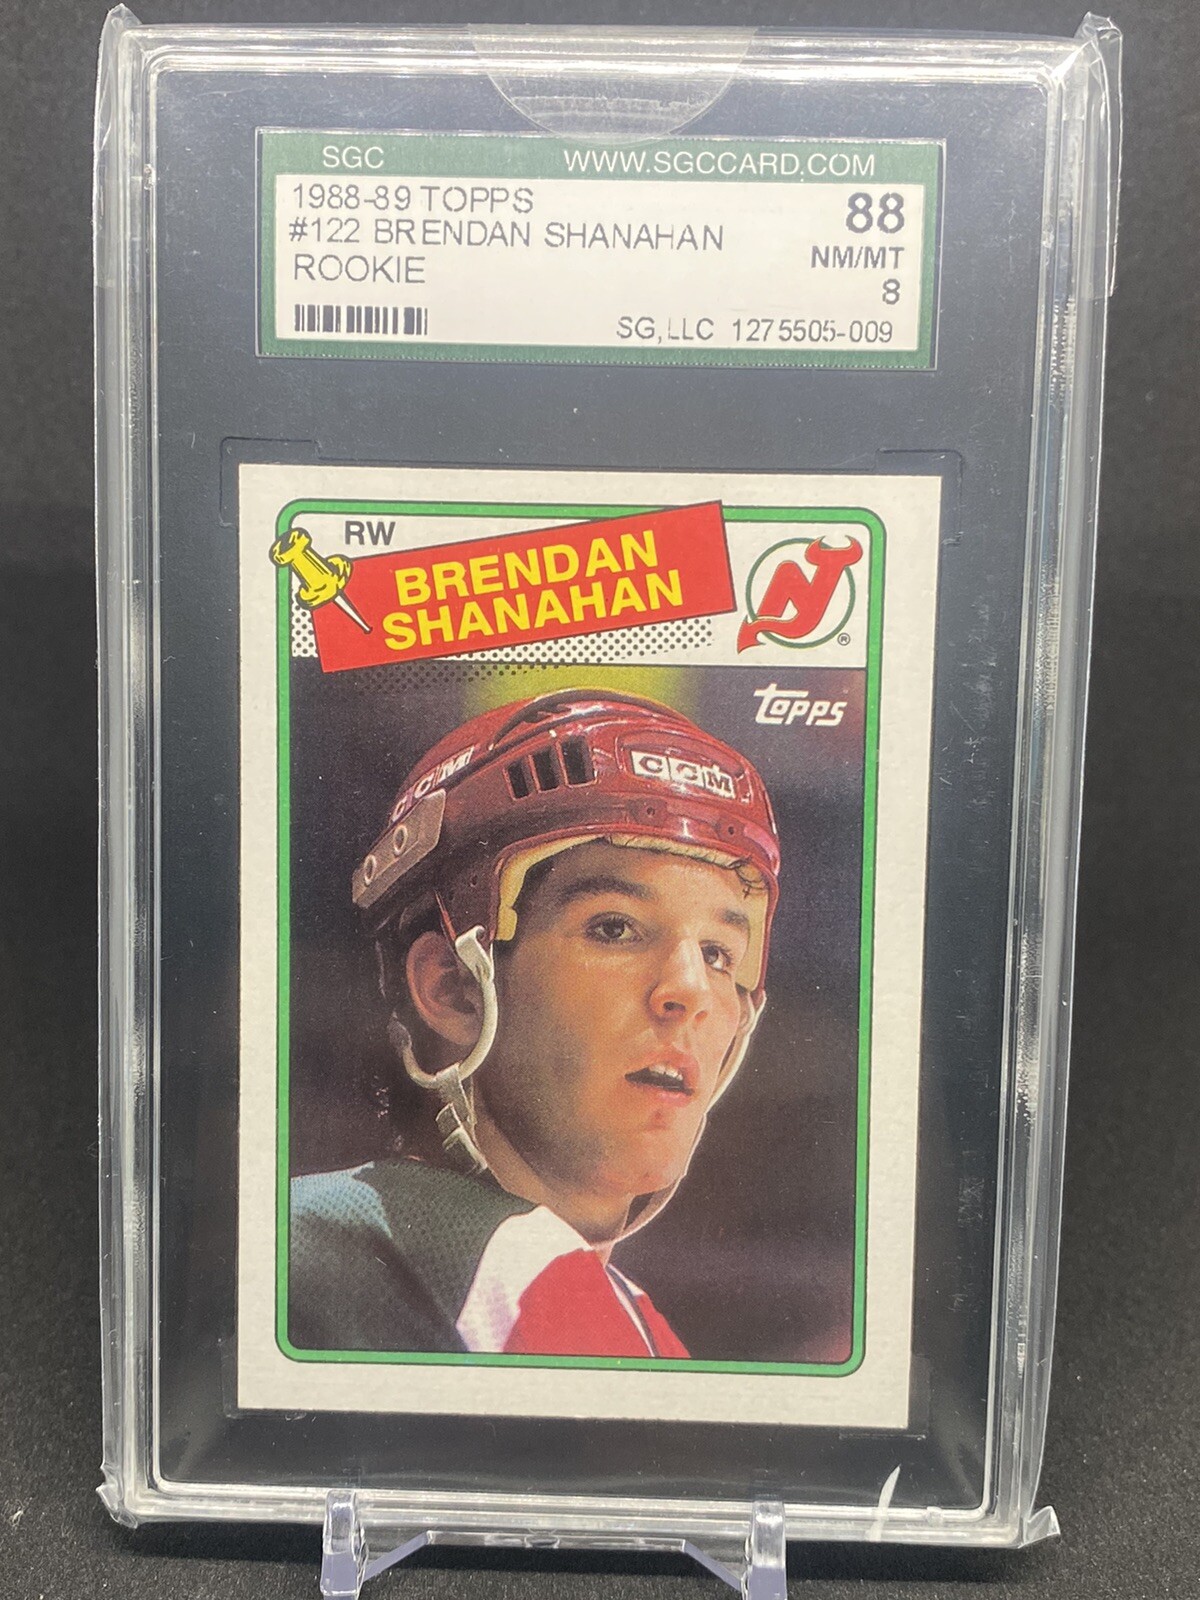 SGC WWW.SGCCARD.COM
1988-89 TOPPS 88
#122 BRENDAN SHANAHAN NM/MT
ROOKIE 8
SG,LLC 1275505-009
RW
BRENDAN
SHANAHAN
NJ
®
TOPPS
CCM
CCM